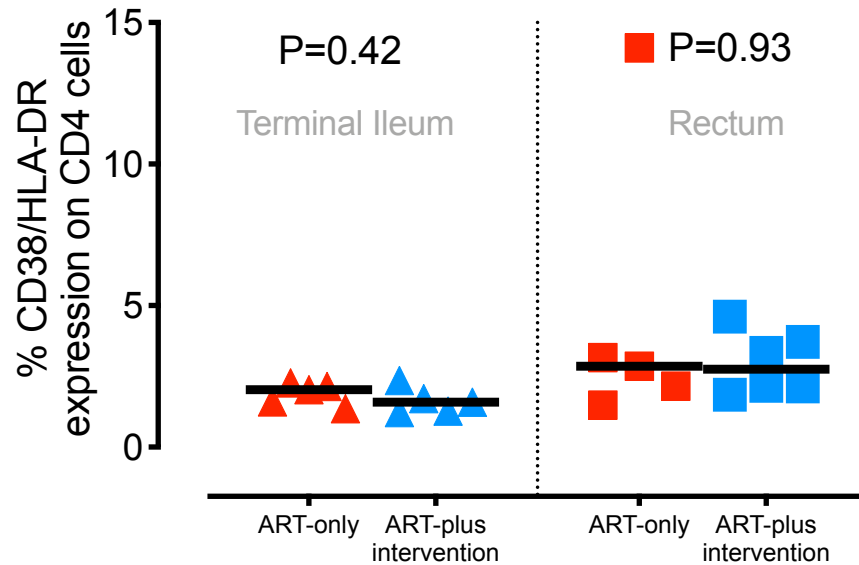 % CD38/HLA-DR
expression on CD4 cells
15
10
5
0
P=0.42
P=0.93
Terminal Ileum
Rectum
ART-only
ART-plus
intervention
ART-only
ART-plus
intervention